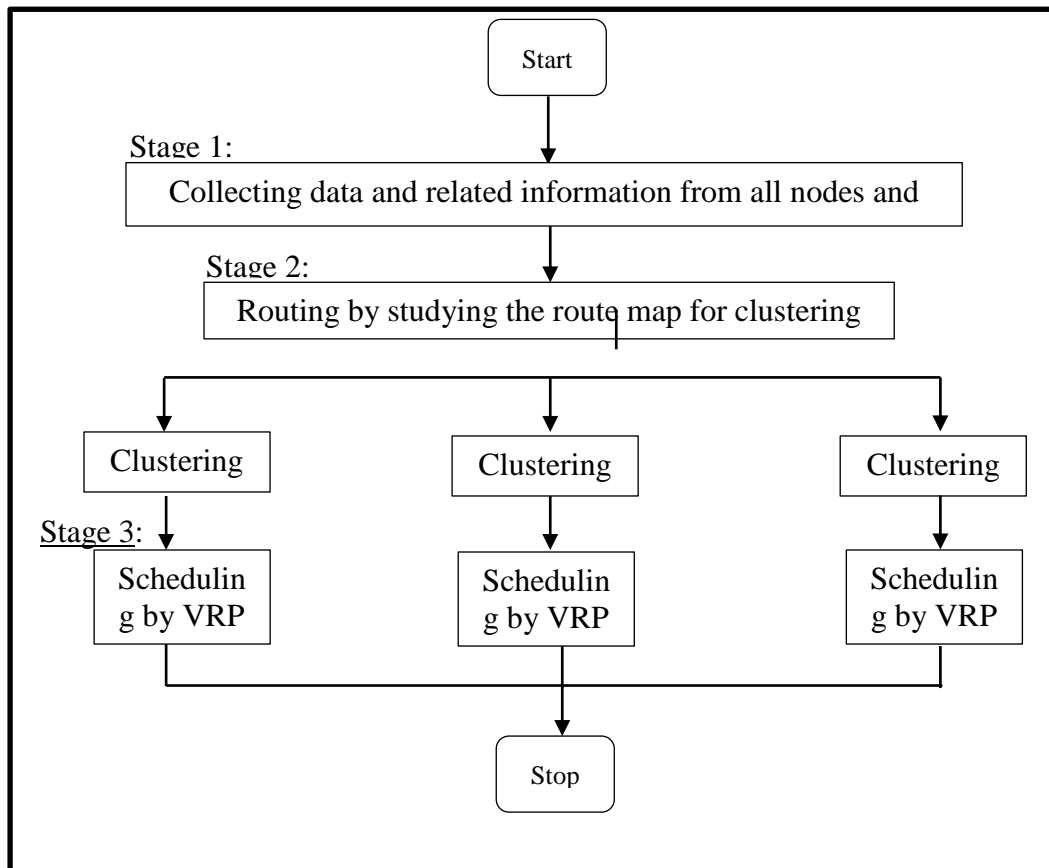 Start
Stage 1:
Collecting data and related information from all nodes and
Stage 2:
Routing by studying the route map for clustering
Clustering
Clustering
Clustering
Stage 3:
Schedulin
g by VRP
Schedulin
g by VRP
Schedulin
g by VRP
Stop